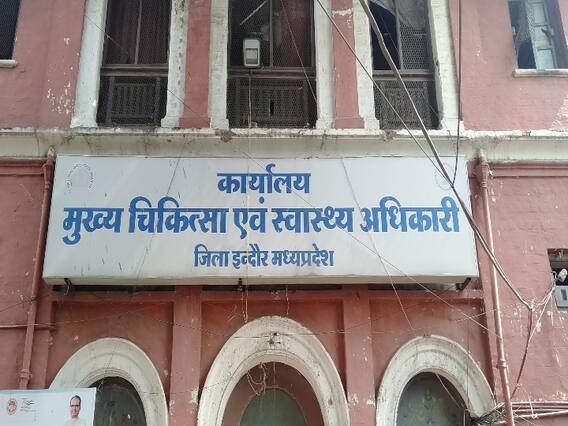 कार्यालय
मुख्य चिकित्सा एवं स्वास्थ्य अधिकारी
जिला इन्दौर मध्यप्रदेश